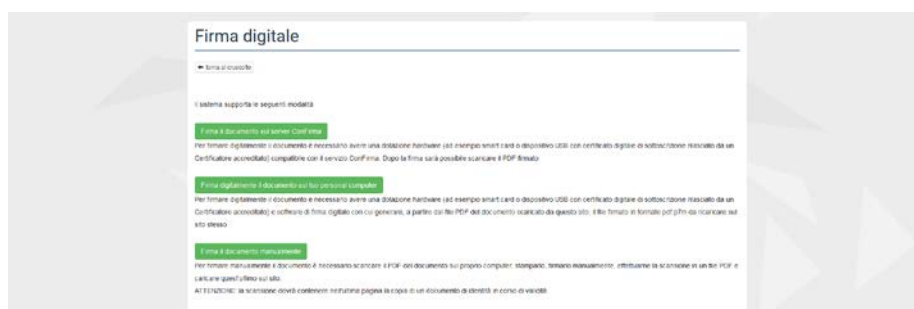 Firma digitale
torna al cruscotto
Il sistema supporta le seguenti modalità
Firma il documento sul server ConFirma
Per firmare digitalmente il documento è necessario avere una dotazione hardware (ad esempio smart card o dispositivo USB con certificato digitale di sottoscrizione rilasciato da un
Certificatore accreditato) compatibile con il servizio ConFirma. Dopo la firma sarà possibile scaricare il PDF firmato
Firma digitalmente il documento sul tuo personal computer
Per firmare digitalmente il documento è necessario avere una dotazione hardware (ad esempio smart card o dispositivo USB con certificato digitale di sottoscrizione rilasciato da un
Certificatore accreditato) e software di firma digitale con cui generare, a partire dal file PDF del documento scaricato da questo sito, il file firmato in formato pdf.p7m da ricaricare sul
sito stesso
Firma il documento manualmente
Per firmare manualmente il documento è necessario scaricare il PDF del documento sul proprio computer, stamparlo, firmarlo manualmente, effettuarne la scansione in un file PDF e
caricare quest'ultimo sul sito.
ATTENZIONE: la scansione dovrà contenere nell'ultima pagina la copia di un documento di identità in corso di validità